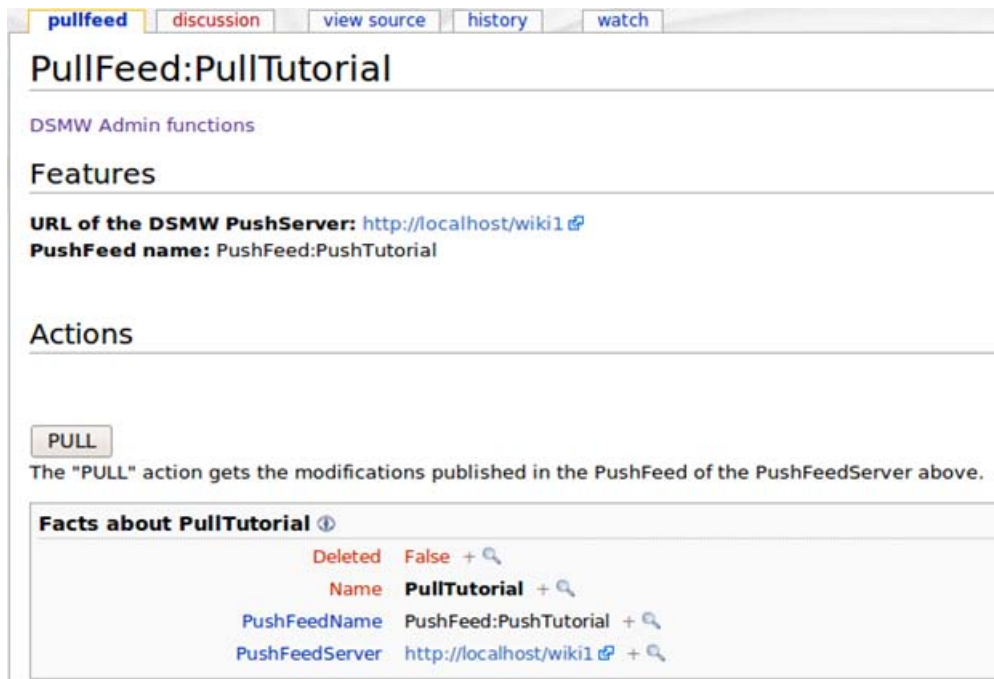 pullfeed discussion view source history watch
PullFeed:PullTutorial
DSMW Admin functions
Features
URL of the DSMW PushServer: http://localhost/wiki1
PushFeed name: PushFeed:PushTutorial
Actions
PULL
The "PULL" action gets the modifications published in the PushFeed of the PushFeedServer above.
Facts about PullTutorial
Deleted False +
Name PullTutorial +
PushFeedName PushFeed:PushTutorial +
PushFeedServer http://localhost/wiki1 +